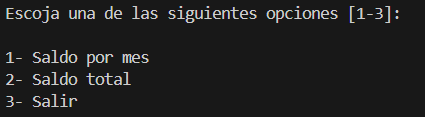 Escoja una de las siguientes opciones [1-3]:
1- Saldo por mes
2- Saldo total
3- Salir